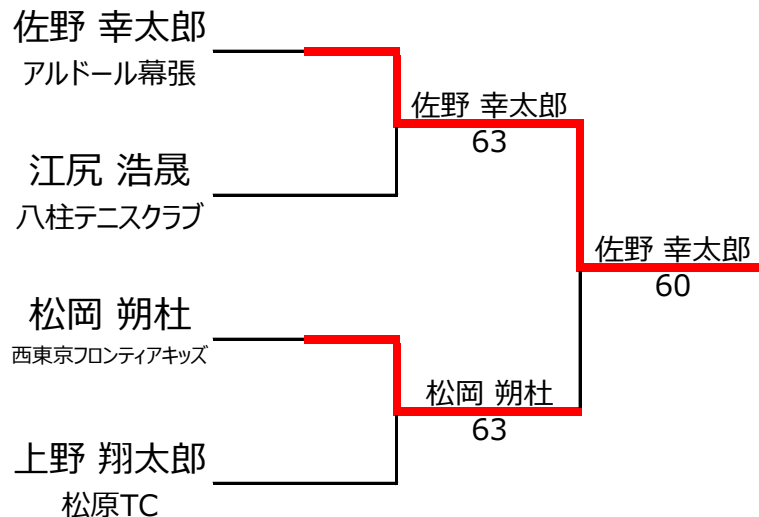 佐野 幸太郎
アルドール幕張
佐野 幸太郎
63
江尻 浩晟
八柱テニスクラブ
佐野 幸太郎
60
松岡 朔杜
西東京フロンティアキッズ
松岡 朔杜
63
上野 翔太郎
松原TC